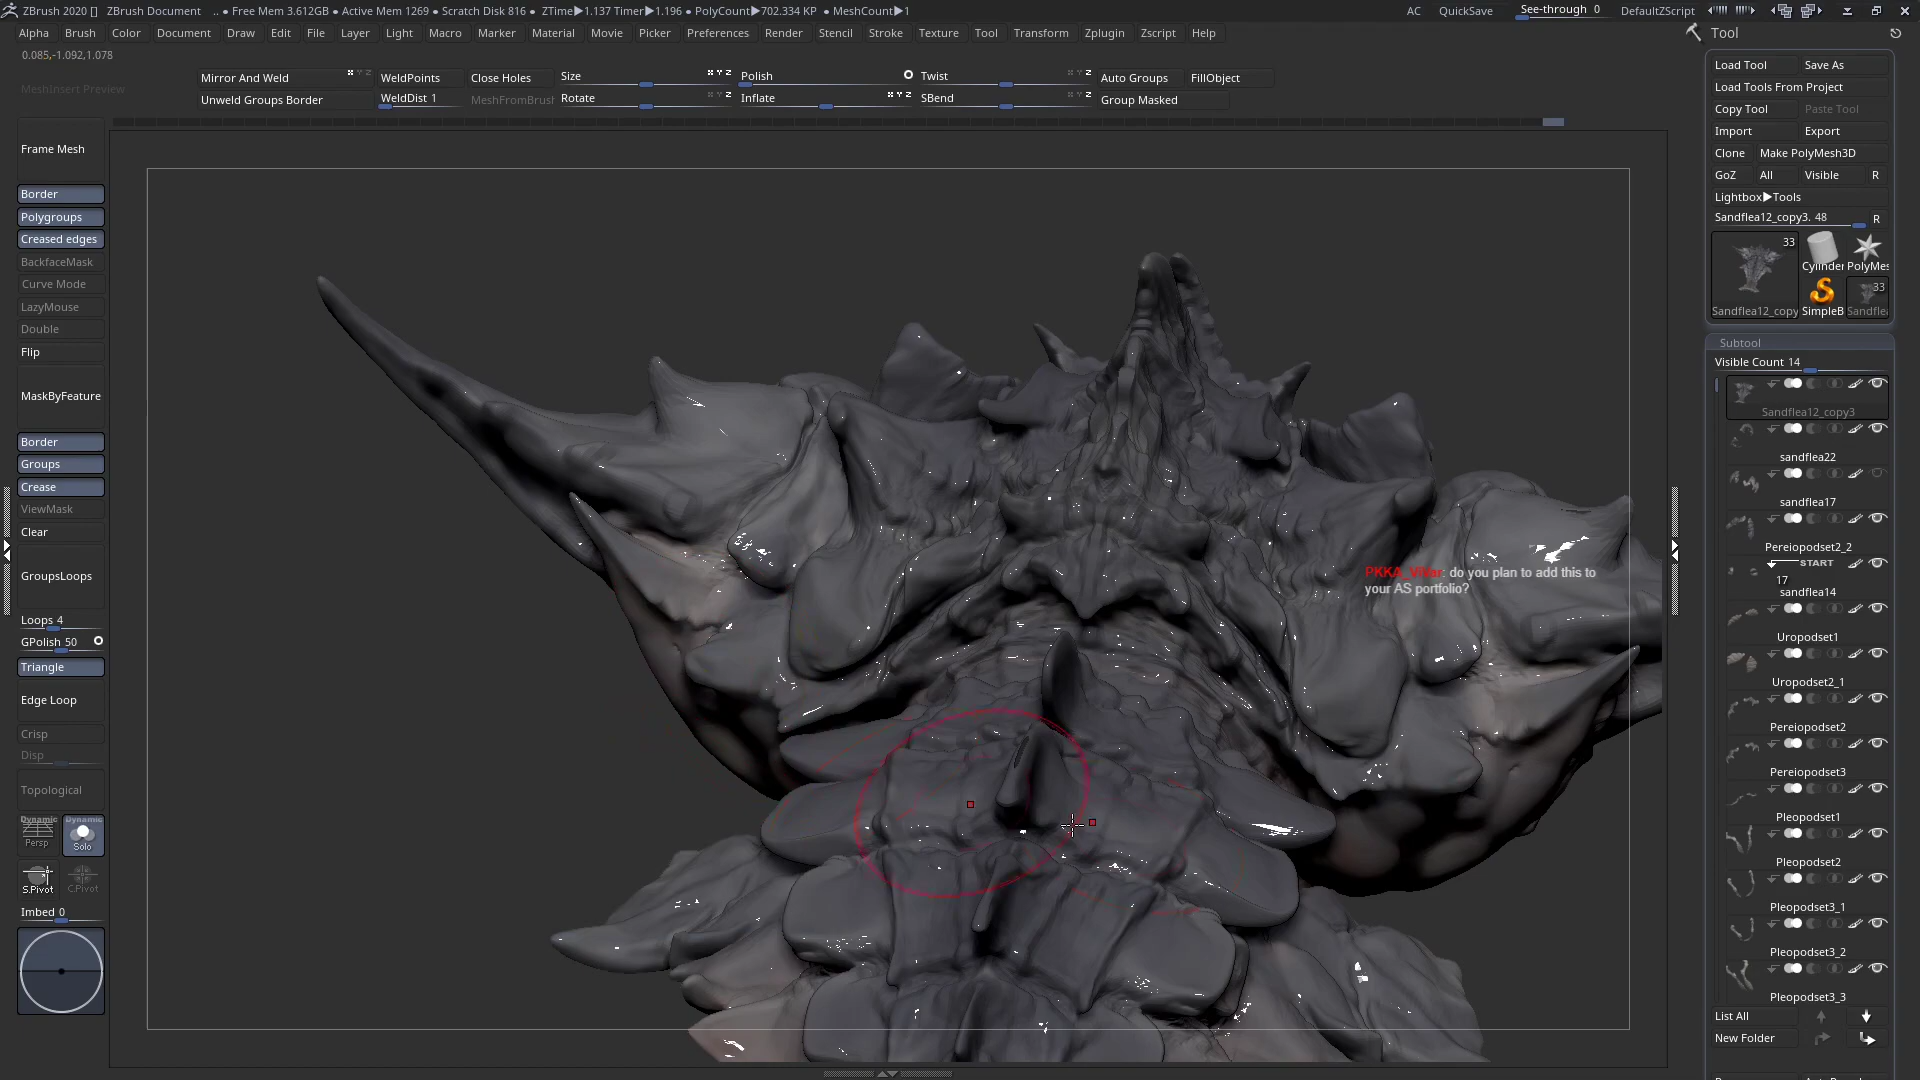 ZBrush 2020 [] ZBrush Document .. • Free Mem 3.612GB • Active Mem 1269 • Scratch Disk 816 • ZTime▶1.137 Timer▶1.196 • PolyCount▶702.334 KP • MeshCount▶1 AC QuickSave See-through 0 DefaultZScript
Alpha Brush Color Document Draw Edit File Layer Light Macro Marker Material Movie Picker Preferences Render Stencil Stroke Texture Tool Transform Zplugin Zscript Help
0.085,-1.092,1.078
MeshInsert Preview
Mirror And Weld WeldPoints Close Holes Size Polish Twist Auto Groups FillObject
Unweld Groups Border WeldDist 1 MeshFromBrush Rotate Inflate SBend Group Masked
Frame Mesh
Border
Polygroups
Creased edges
BackfaceMask
Curve Mode
LazyMouse
Double
Flip
MaskByFeature
Border
Groups
Crease
ViewMask
Clear
GroupsLoops
Loops 4
GPolish 50
Triangle
Edge Loop
Crisp
Disp
Topological
Dynamic Dynamic
Persp Solo
S.Pivot C.Pivot
Imbed 0
do you plan to add this to
your AS portfolio?
Tool
Load Tool Save As
Load Tools From Project
Copy Tool Paste Tool
Import Export
Clone Make PolyMesh3D
GoZ All Visible R
Lightbox▶Tools
Sandflea12_copy3. 48 R
33
Cylinder PolyMes
33
Sandflea12_copy SimpleB Sandflea
Subtool
Visible Count 14
Sandflea12_copy3
sandflea22
sandflea17
Pereiopodset2_2
START
17
sandflea14
Uropodset1
Uropodset2_1
Pereiopodset2
Pereiopodset3
Pleopodset1
Pleopodset2
Pleopodset3_1
Pleopodset3_2
Pleopodset3_3
List All
New Folder